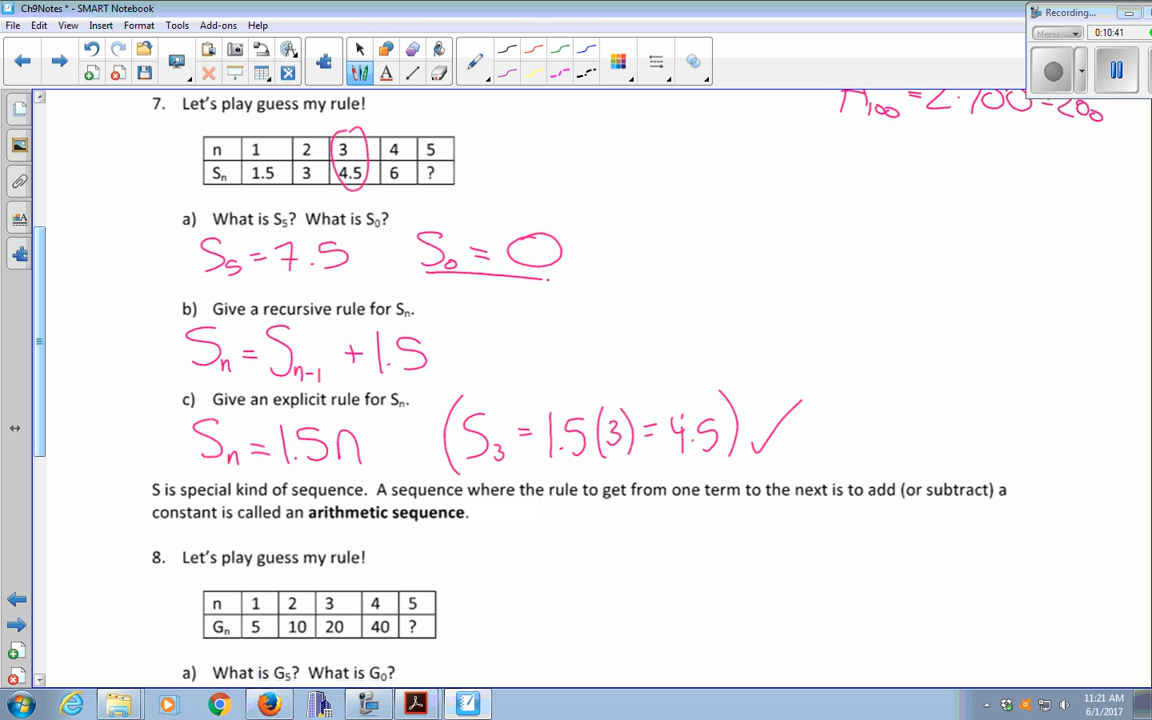 Ch9Notes * - SMART Notebook
File Edit View Insert Format Tools Add-ons Help
Recording...
Menu
0:10:41
= 2·100 = 200
7. Let's play guess my rule!
n 1 2 3 4 5
Sn 1.5 3 4.5 6 ?
a) What is S5? What is S0?
S5 = 7.5 S0 = 0
b) Give a recursive rule for Sn.
Sn = Sn-1 + 1.5
c) Give an explicit rule for Sn.
Sn = 1.5n (S3 = 1.5(3) = 4.5) ✓
S is special kind of sequence. A sequence where the rule to get from one term to the next is to add (or subtract) a
constant is called an arithmetic sequence.
8. Let's play guess my rule!
n 1 2 3 4 5
Gn 5 10 20 40 ?
a) What is G5? What is G0?
11:21 AM
6/1/2017